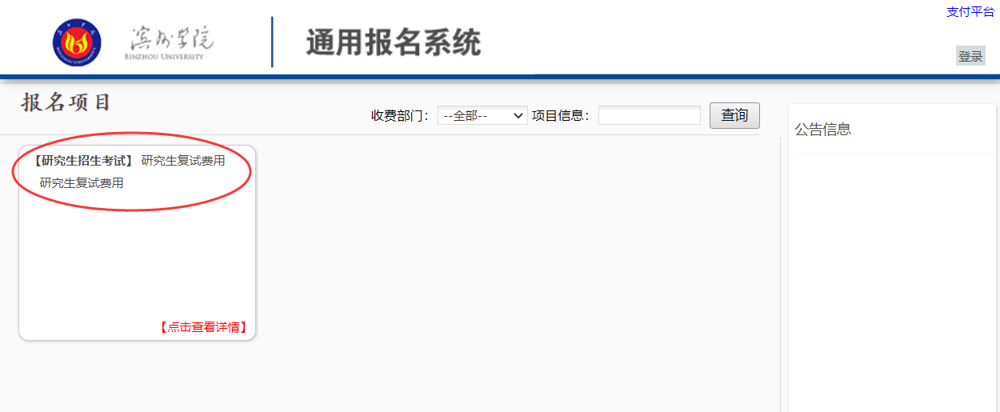 支付平台
滨州学院
BINZHOU UNIVERSITY
通用报名系统
登录
报名项目
收费部门： --全部-- 项目信息： 查询
公告信息
【研究生招生考试】 研究生复试费用
研究生复试费用
【点击查看详情】